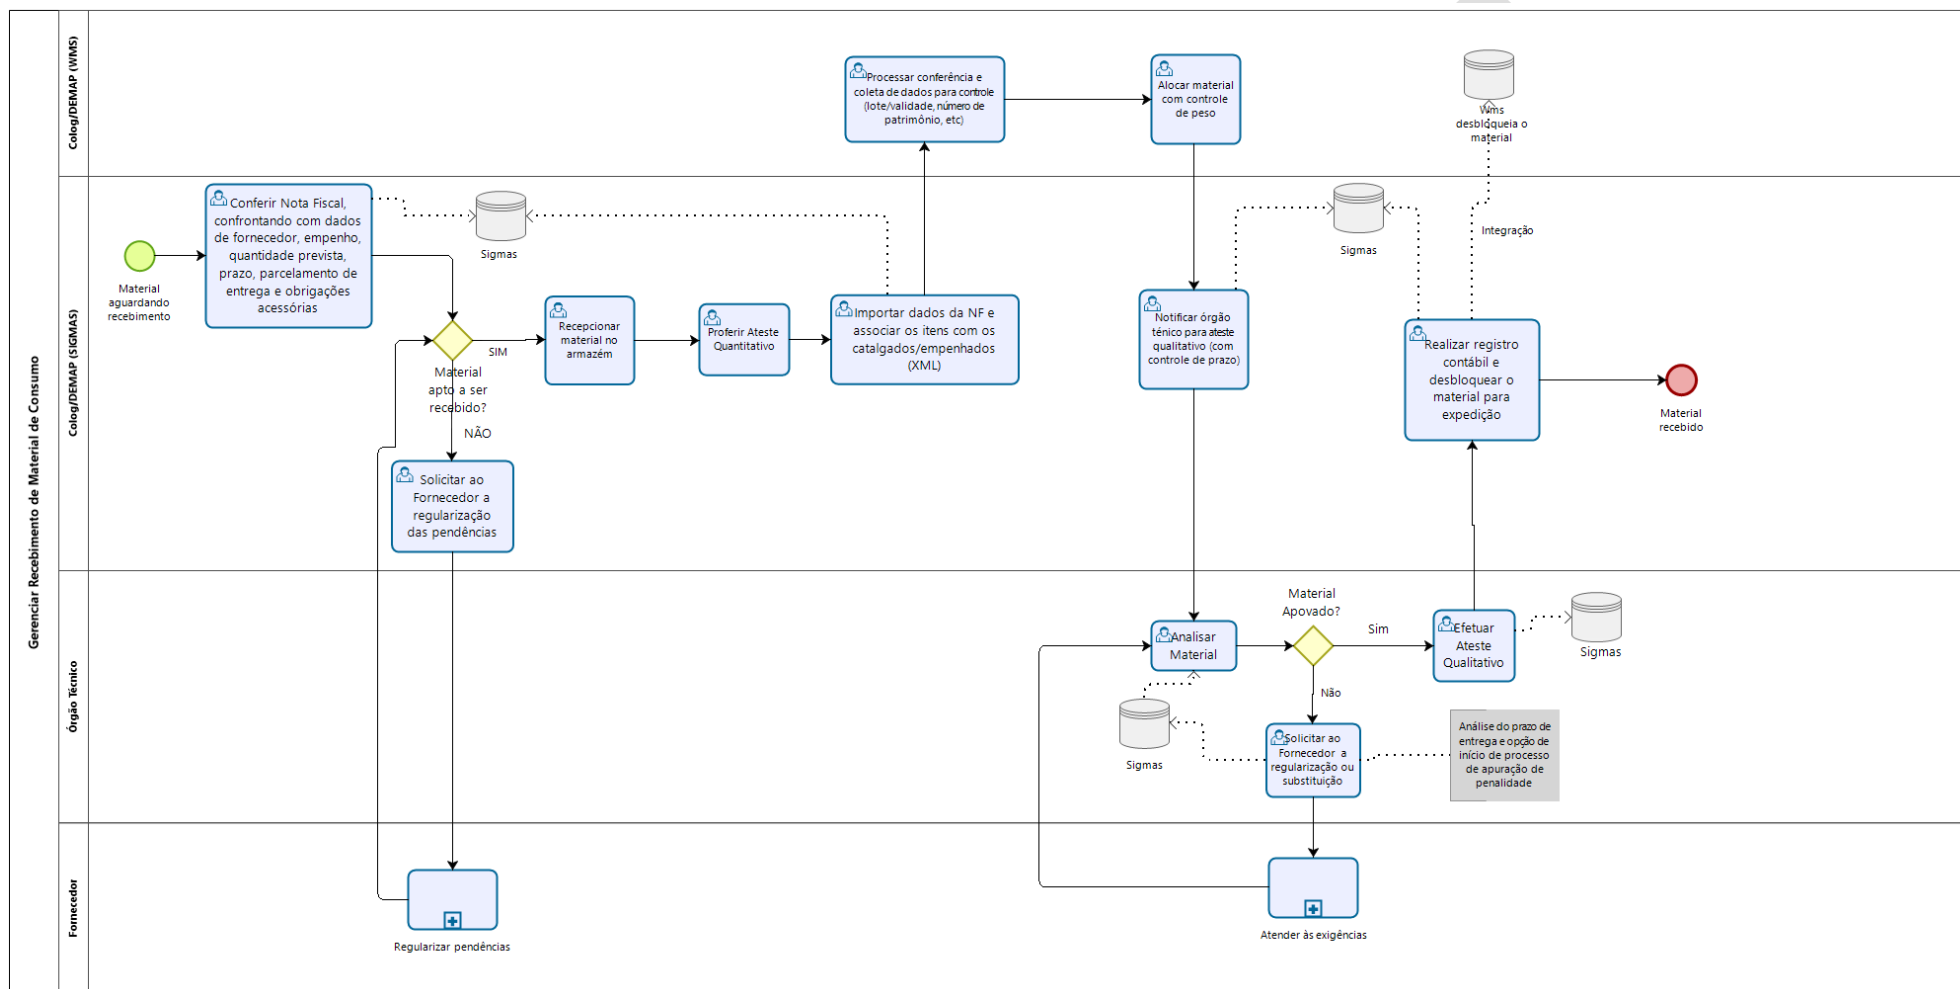 Gerenciar Recebimento de Material de Consumo
Colog/DEMAP (WMS)
Processar conferência e
coleta de dados para controle
(lote/validade, número de
patrimônio, etc)
Alocar material
com controle
de peso
Wms
desbloqueia o
material
Colog/DEMAP (SIGMAS)
Material
aguardando
recebimento
Conferir Nota Fiscal,
confrontando com dados
de fornecedor, empenho,
quantidade prevista,
prazo, parcelamento de
entrega e obrigações
acessórias
Sigmas
SIM
Material
apto a ser
recebido?
NÃO
Solicitar ao
Fornecedor a
regularização
das pendências
Recepcionar
material no
armazém
Proferir Ateste
Quantitativo
Importar dados da NF e
associar os itens com os
catalgados/empenhados
(XML)
Notificar órgão
ténico para ateste
qualitativo (com
controle de prazo)
Sigmas
Integração
Realizar registro
contábil e
desbloquear o
material para
expedição
Material
recebido
Órgão Técnico
Analisar
Material
Material
Apovado?
Sim
Não
Efetuar
Ateste
Qualitativo
Sigmas
Sigmas
Solicitar ao
Fornecedor a
regularização ou
substituição
Análise do prazo de
entrega e opção de
início de processo
de apuração de
penalidade
Fornecedor
Regularizar pendências
Atender às exigências